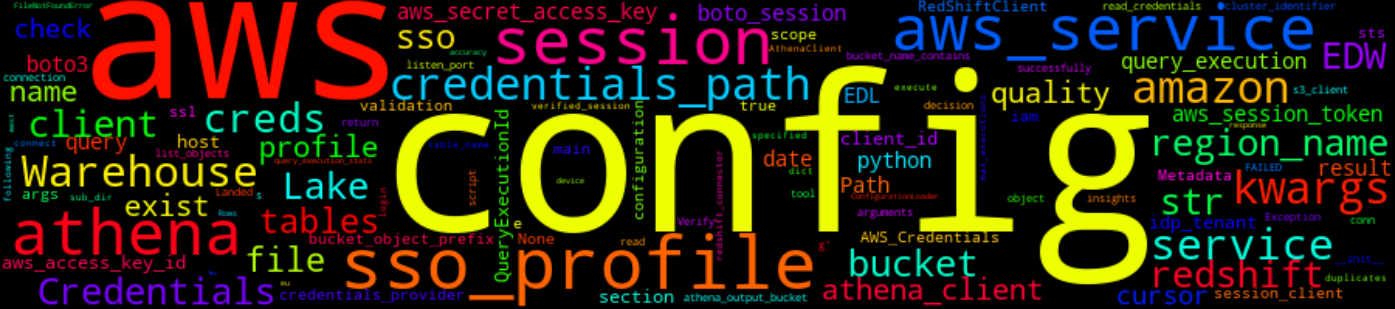 FileNotFoundError
aws
aws_secret_access_key
boto_session
RedShiftClient
read_credentials
cluster_identifier
check
sso
session
scope
aws_service
sts
accuracy
AthenaClient
bucket_name_contains
EDW
boto3
listen_port
successfully
query_execution
connection
name
credentials_path
config
EDL
execute
quality
amazon
s3_client
validation
verified_session
true
decision
ssl
return
specified
iam
aws_session_token
response
client
creds
QueryExecutionId
configuration
client_id
region_name
connect
query
host
profile
table_name
main
python
list_objects
query_execution_stats
date
FAILED
result
following
Warehouse
Lake
script
device
dict
Path
Metadata
kwargs
args
sub_dir
Landed
s
login
tool
ConfigurationLoader
object
insights
str
exist
Rows
tables
e
Verify
redshift_connector
arguments
idp_tenant
Exception
conn
max_executions
athena
bucket_object_prefix
None
read
AWS_Credentials
service
__init__
aws_access_key_id
file
sso_profile
bucket
redshift
duplicates
eu
Credentials
credentials_provider
section
athena_output_bucket
athena_client
cursor
session_client